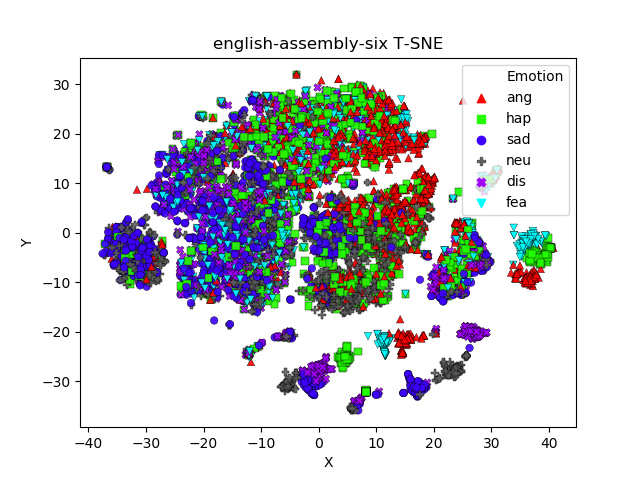 english-assembly-six T-SNE
Emotion
ang
hap
sad
neu
dis
fea
30
20
10
0
−10
−20
−30
Y
−40 −30 −20 −10 0 10 20 30 40
X